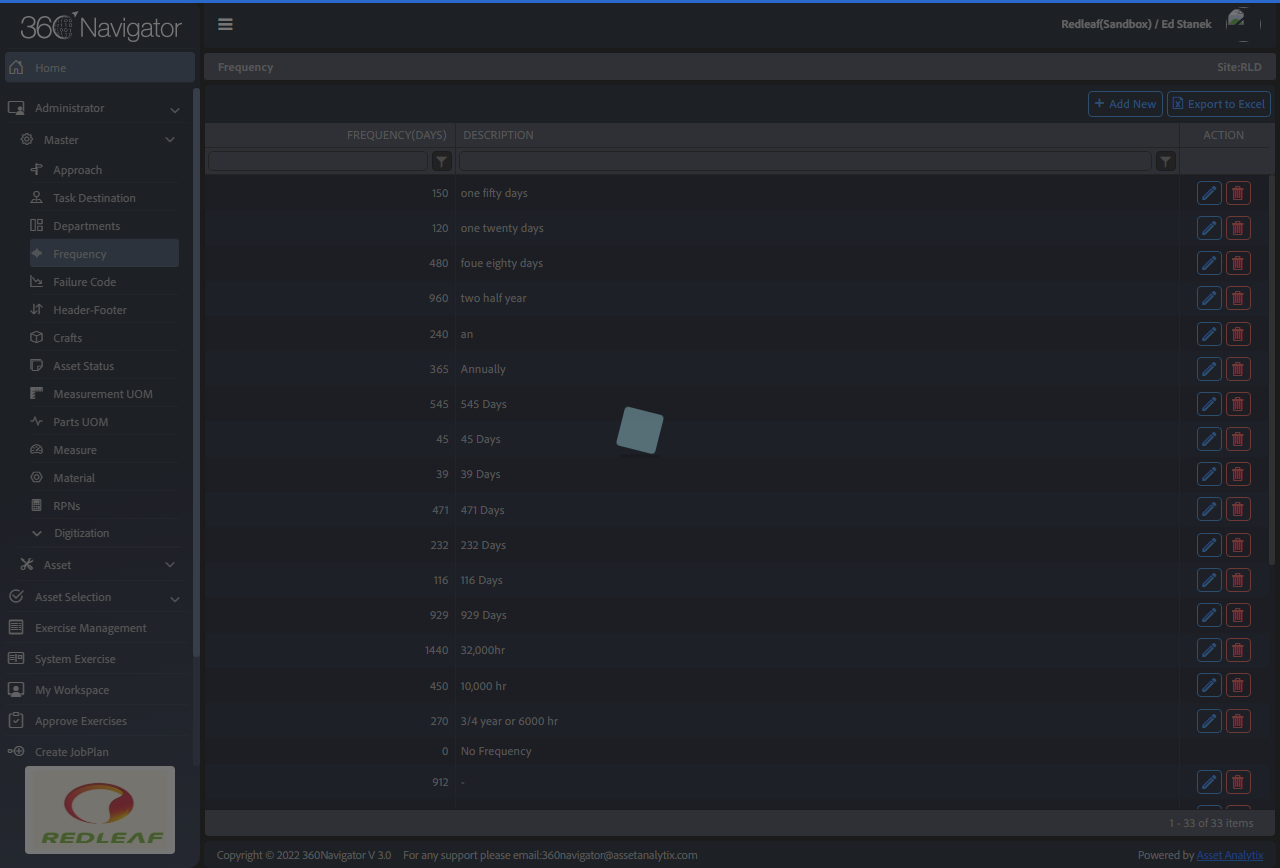 360 Navigator
Redleaf(Sandbox) / Ed Stanek
Home
Frequency
Site:RLD
Administrator
Master
Approach
Task Destination
Departments
Frequency
Failure Code
Header-Footer
Crafts
Asset Status
Measurement UOM
Parts UOM
Measure
Material
RPNs
Digitization
Asset
Asset Selection
Exercise Management
System Exercise
My Workspace
Approve Exercises
Create JobPlan
REDLEAF
+ Add New Export to Excel
FREQUENCY(DAYS) DESCRIPTION ACTION
150 one fifty days
120 one twenty days
480 foue eighty days
960 two half year
240 an
365 Annually
545 545 Days
45 45 Days
39 39 Days
471 471 Days
232 232 Days
116 116 Days
929 929 Days
1440 32,000hr
450 10,000 hr
270 3/4 year or 6000 hr
0 No Frequency
912 -
1 - 33 of 33 items
Copyright © 2022 360Navigator V 3.0 For any support please email:360navigator@assetanalytix.com Powered by Asset Analytix